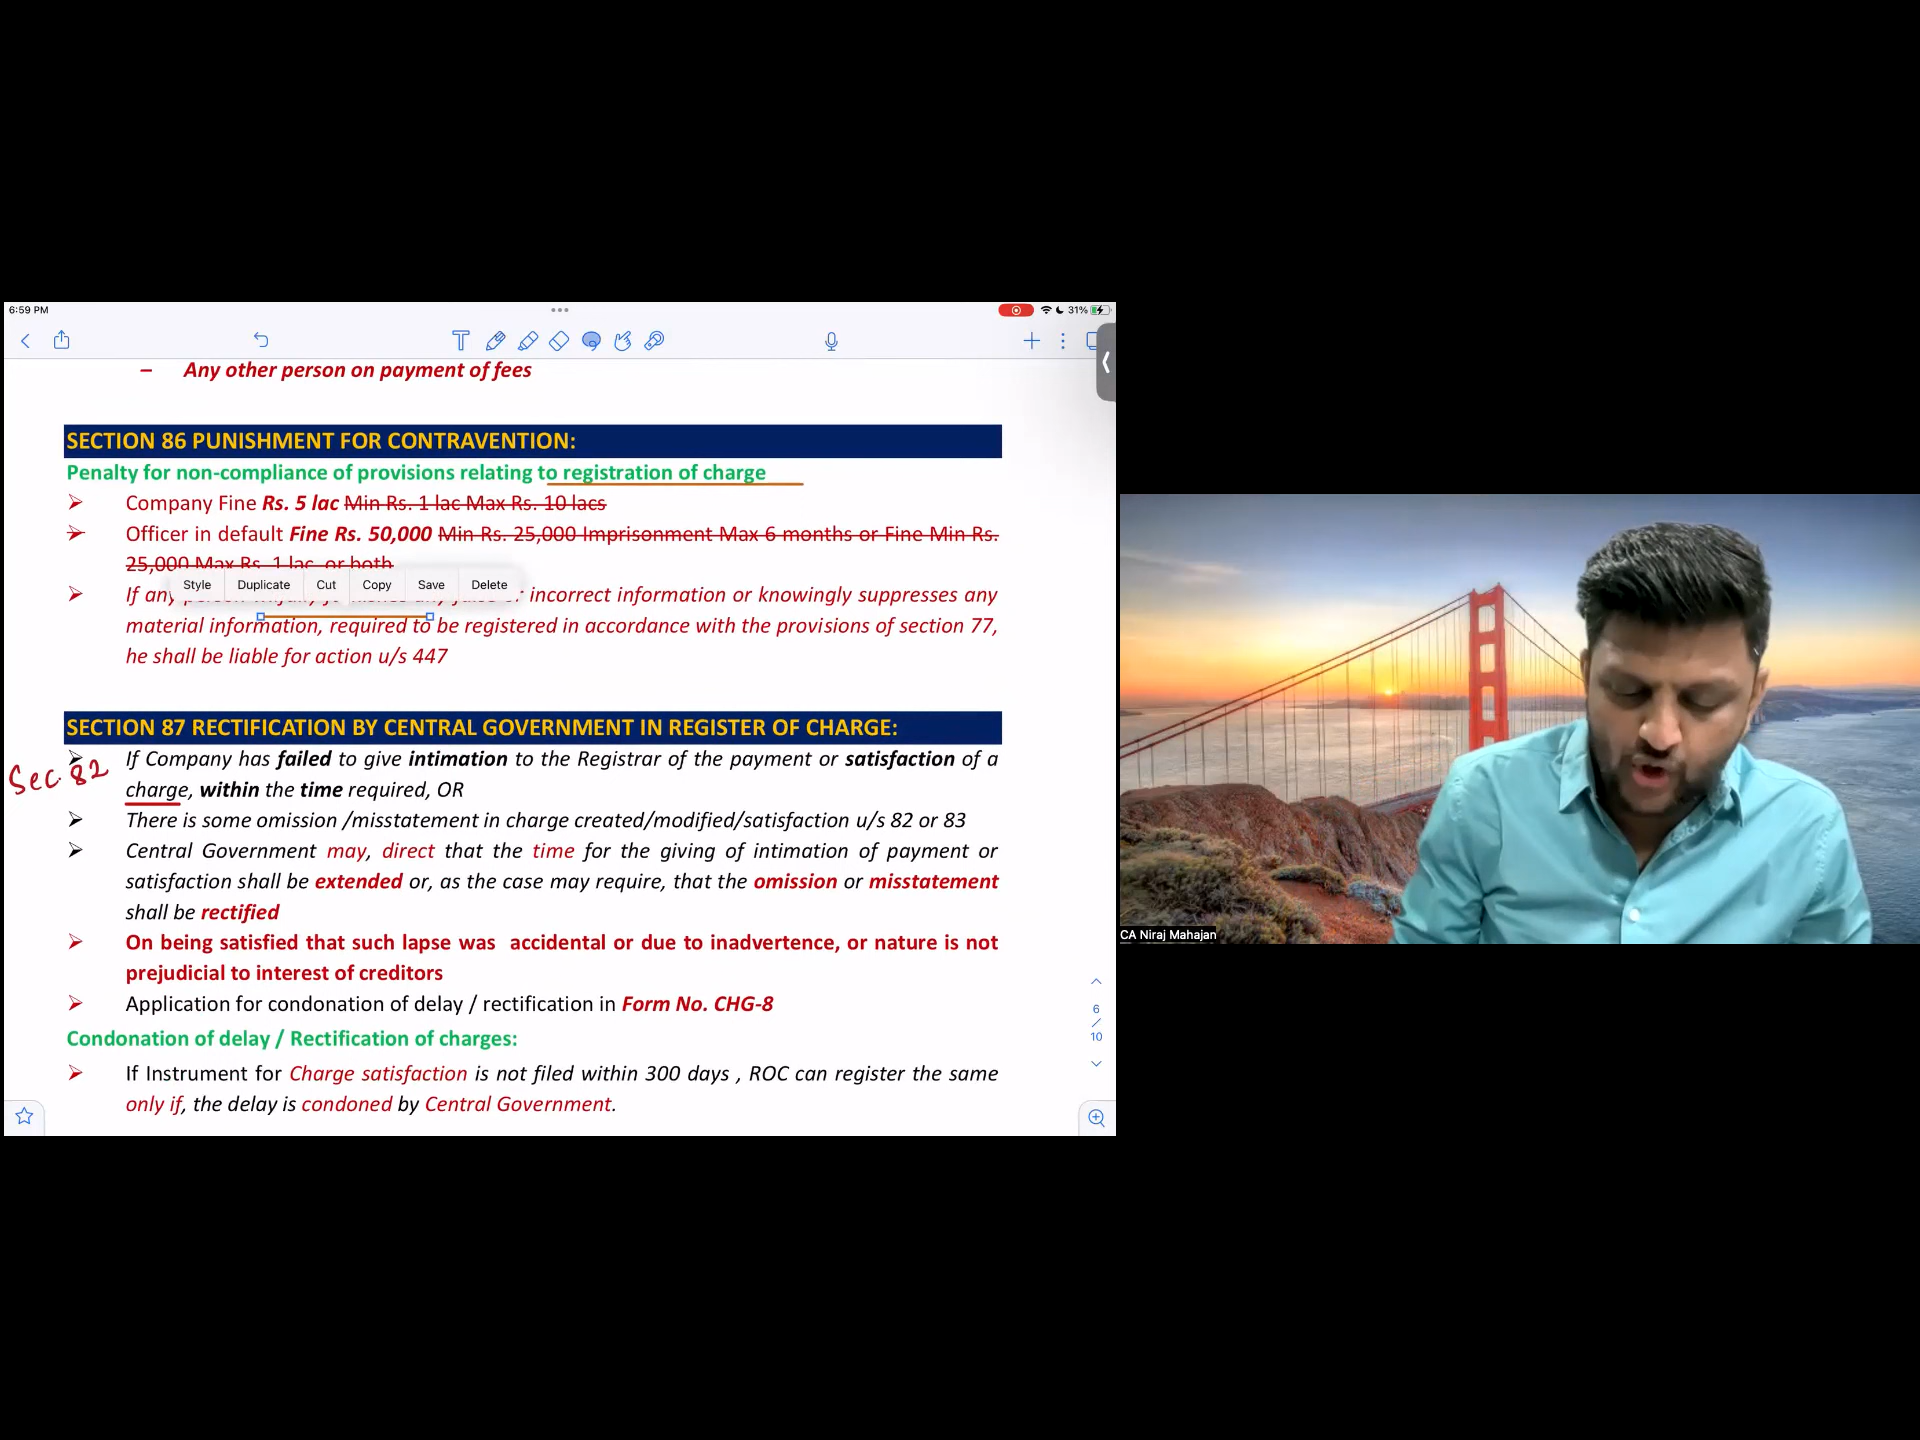 6:59 PM
31%
– Any other person on payment of fees
SECTION 86 PUNISHMENT FOR CONTRAVENTION:
Penalty for non-compliance of provisions relating to registration of charge
➢ Company Fine Rs. 5 lac Min Rs. 1 lac Max Rs. 10 lacs
➢ Officer in default Fine Rs. 50,000 Min Rs. 25,000 Imprisonment Max 6 months or Fine Min Rs.
25,000 Max Rs. 1 lac or both
Style Duplicate Cut Copy Save Delete
➢ If any incorrect information or knowingly suppresses any
material information, required to be registered in accordance with the provisions of section 77,
he shall be liable for action u/s 447
SECTION 87 RECTIFICATION BY CENTRAL GOVERNMENT IN REGISTER OF CHARGE:
Sec. 82
➢ If Company has failed to give intimation to the Registrar of the payment or satisfaction of a
charge, within the time required, OR
➢ There is some omission /misstatement in charge created/modified/satisfaction u/s 82 or 83
➢ Central Government may, direct that the time for the giving of intimation of payment or
satisfaction shall be extended or, as the case may require, that the omission or misstatement
shall be rectified
➢ On being satisfied that such lapse was accidental or due to inadvertence, or nature is not
prejudicial to interest of creditors
➢ Application for condonation of delay / rectification in Form No. CHG-8
Condonation of delay / Rectification of charges:
➢ If Instrument for Charge satisfaction is not filed within 300 days , ROC can register the same
only if, the delay is condoned by Central Government.
6
/
10
CA Niraj Mahajan